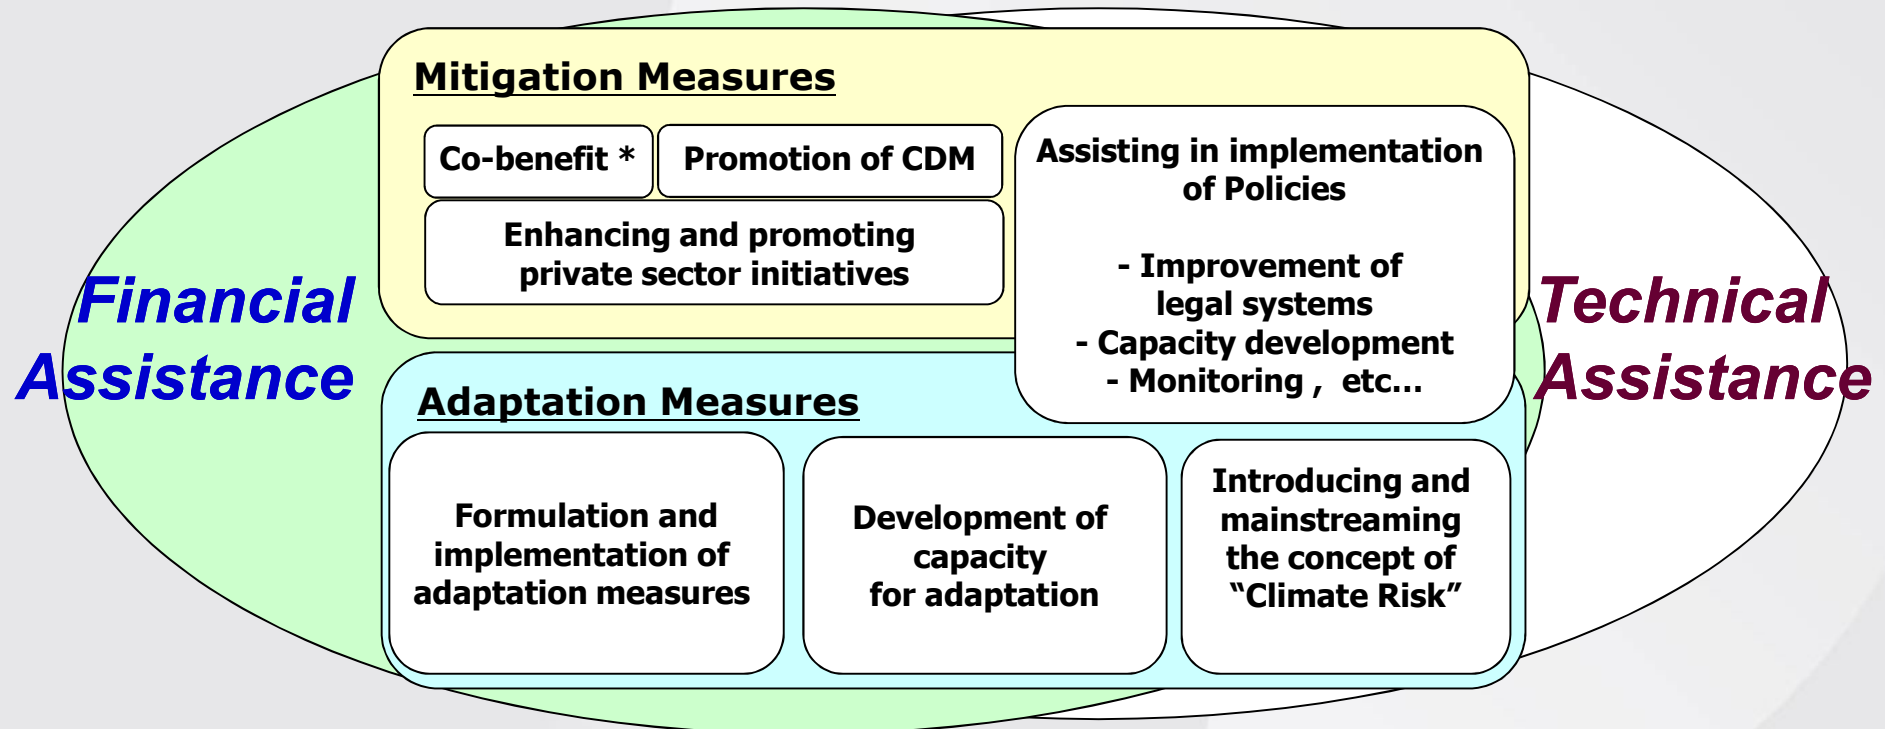 Mitigation Measures
Co-benefit *
Promotion of CDM
Enhancing and promoting
private sector initiatives
Assisting in implementation
of Policies
- Improvement of
legal systems
- Capacity development
- Monitoring , etc...
Financial
Assistance
Technical
Assistance
Adaptation Measures
Formulation and
implementation of
adaptation measures
Development of
capacity
for adaptation
Introducing and
mainstreaming
the concept of
“Climate Risk”